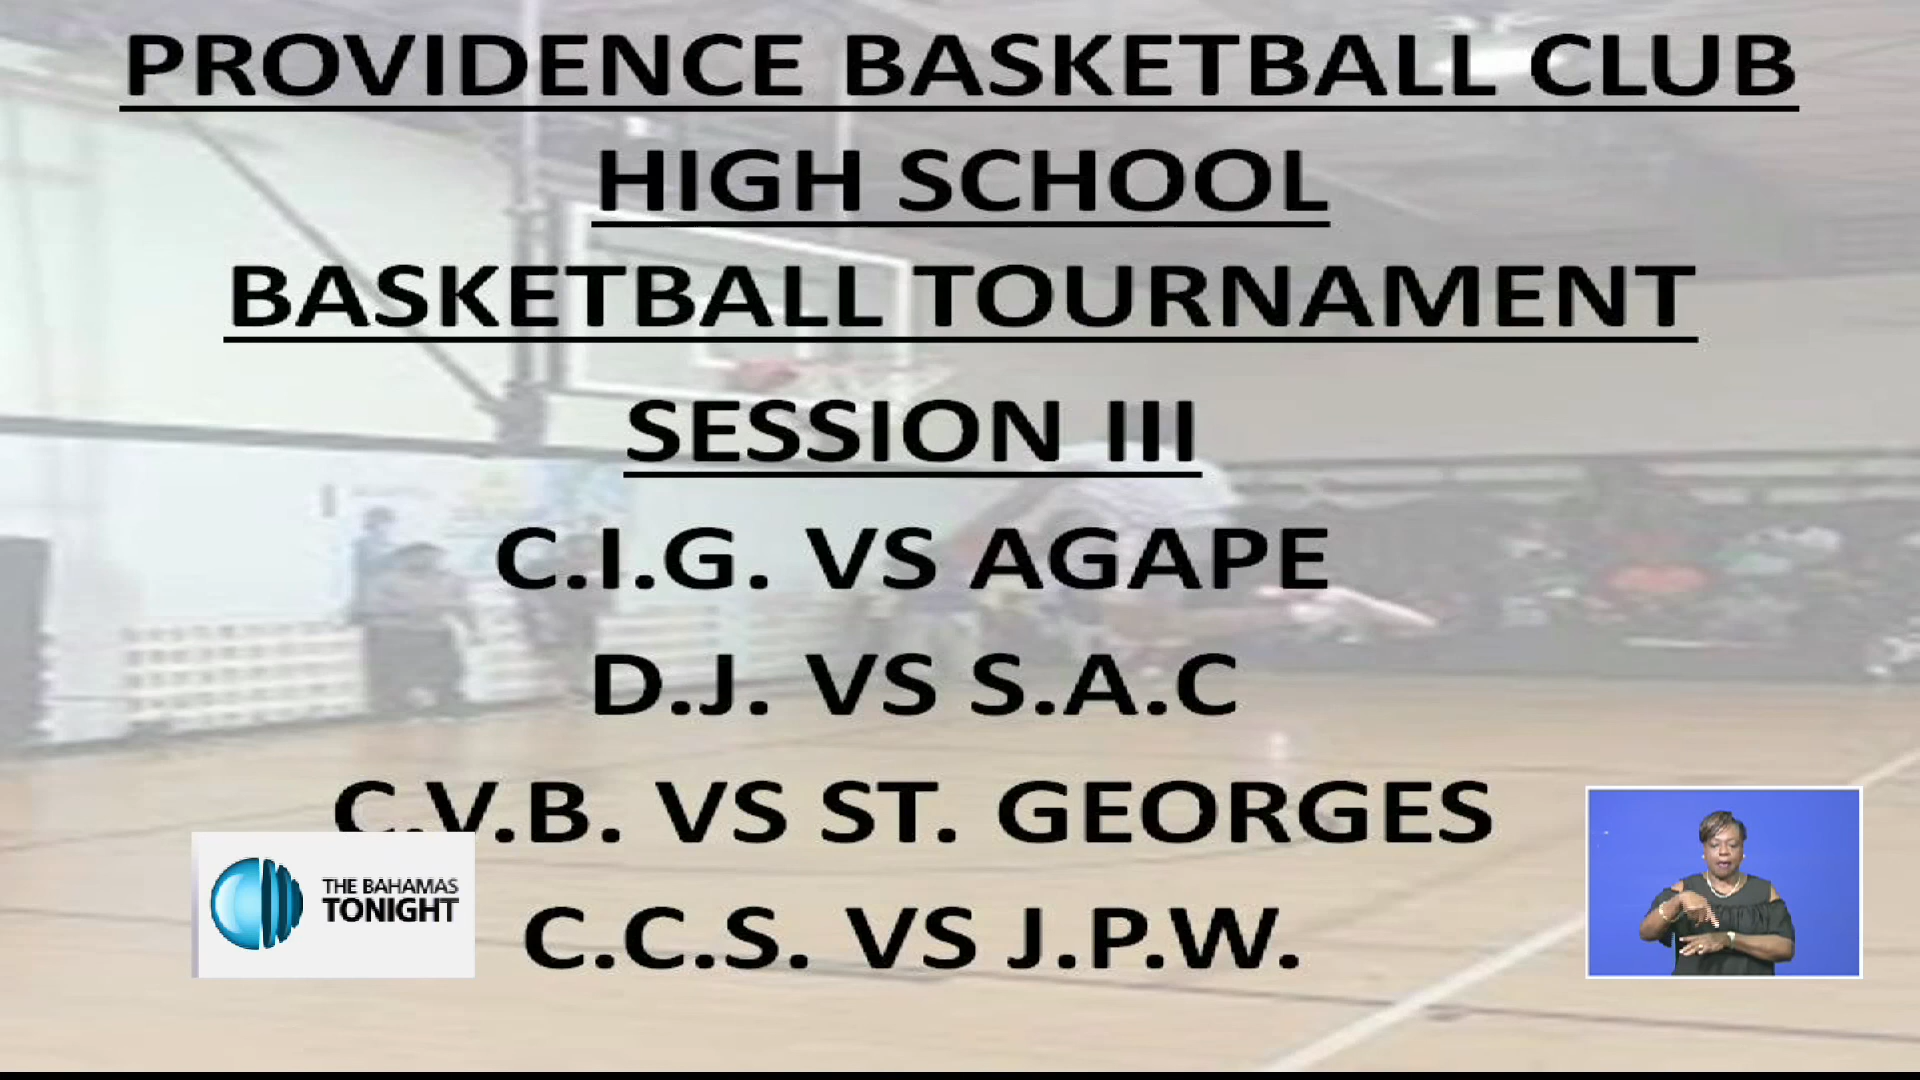 PROVIDENCE BASKETBALL CLUB
HIGH SCHOOL
BASKETBALL TOURNAMENT
SESSION III
C.I.G. VS AGAPE
D.J. VS S.A.C
C.V.B. VS ST. GEORGES
C.C.S. VS J.P.W.
THE BAHAMAS
TONIGHT